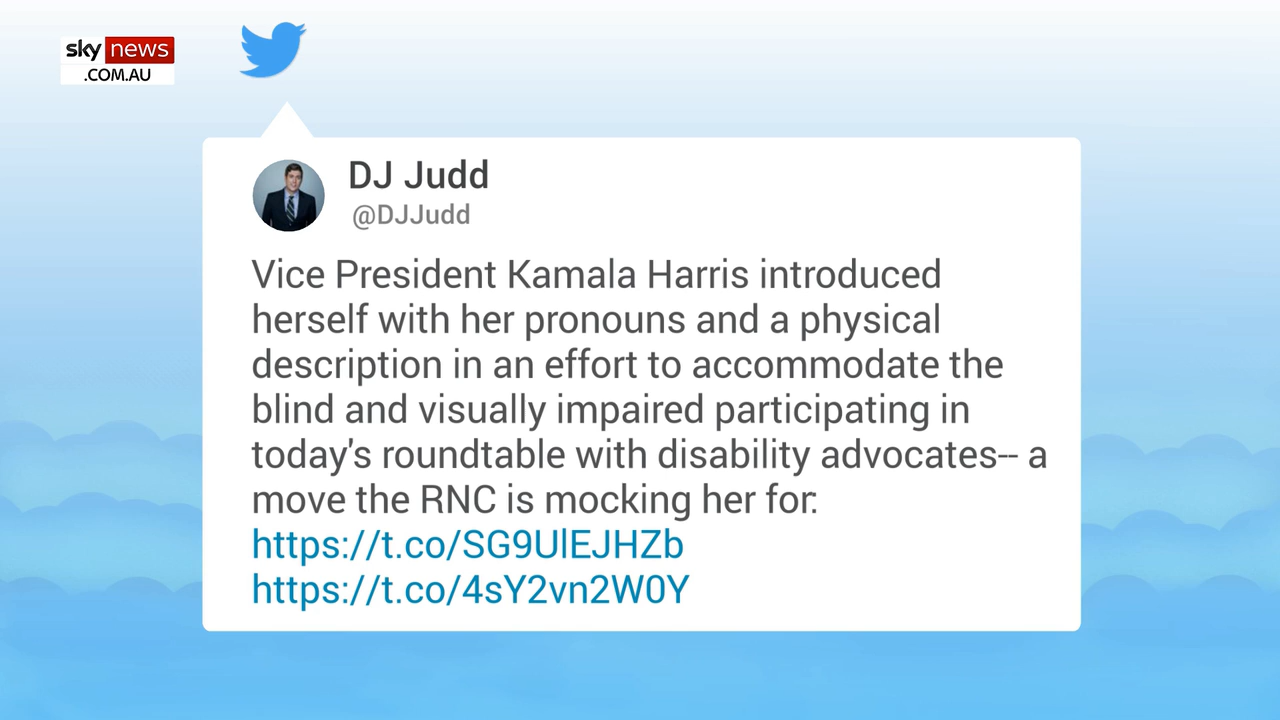 sky news
.COM.AU
DJ Judd
@DJJudd
Vice President Kamala Harris introduced
herself with her pronouns and a physical
description in an effort to accommodate the
blind and visually impaired participating in
today's roundtable with disability advocates-- a
move the RNC is mocking her for:
https://t.co/SG9UlEJHZb
https://t.co/4sY2vn2W0Y